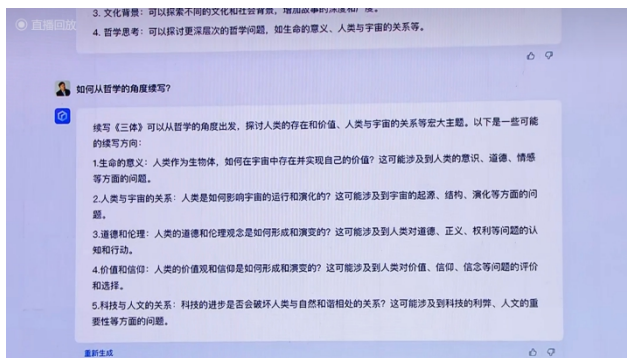 直播回放
3. 文化背景：可以探索不同的文化和社会背景，增加故事的深度和广度。
4. 哲学思考：可以探讨更深层次的哲学问题，如生命的意义、人类与宇宙的关系等。
如何从哲学的角度续写？
续写《三体》可以从哲学的角度出发，探讨人类的存在和价值、人类与宇宙的关系等宏大主题。以下是一些可能
的续写方向：
1.生命的意义：人类作为生物体，如何在宇宙中存在并实现自己的价值？这可能涉及到人类的意识、道德、情感
等方面的问题。
2.人类与宇宙的关系：人类是如何影响宇宙的运行和演化的？这可能涉及到宇宙的起源、结构、演化等方面的问
题。
3.道德和伦理：人类的道德和伦理观念是如何形成和演变的？这可能涉及到人类对道德、正义、权利等问题的认
知和行动。
4.价值和信仰：人类的价值观和信仰是如何形成和演变的？这可能涉及到人类对价值、信仰、信念等问题的评价
和选择。
5.科技与人文的关系：科技的进步是否会破坏人类与自然和谐相处的关系？这可能涉及到科技的利弊、人文的重
要性等方面的问题。
重新生成